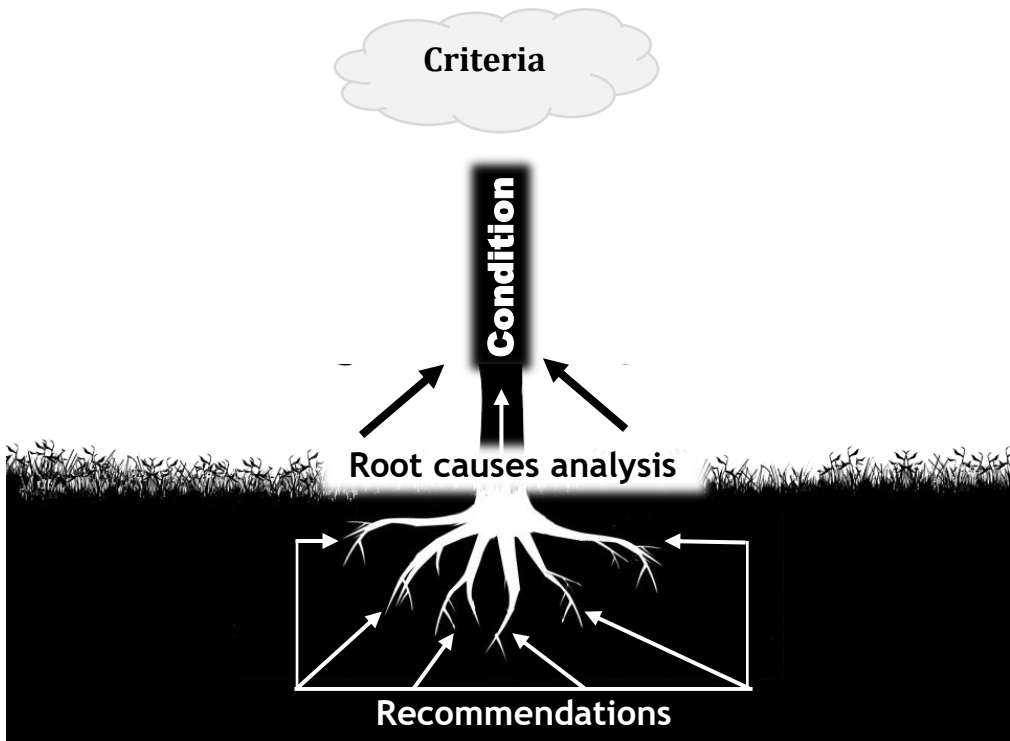 Criteria
Condition
Root causes analysis
Recommendations